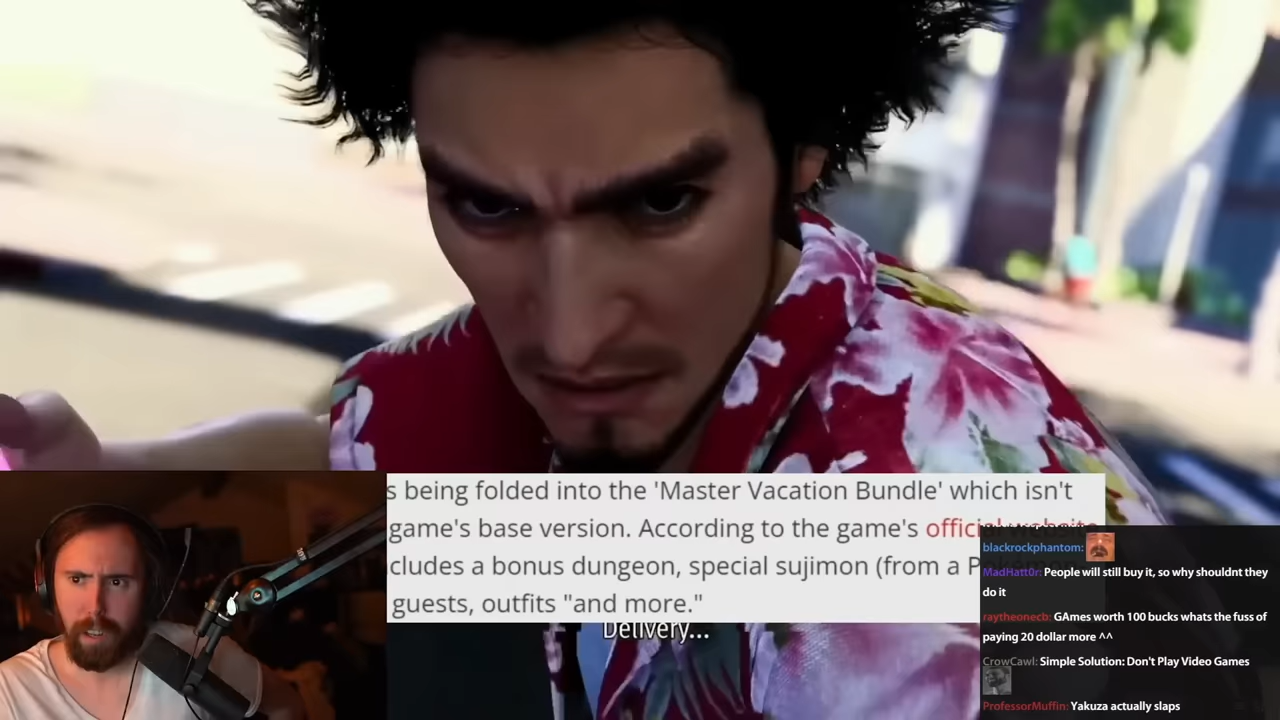 s being folded into the 'Master Vacation Bundle' which isn't
game's base version. According to the game's official website
cludes a bonus dungeon, special sujimon (from a P
guests, outfits "and more."
Delivery...
blackrockphantom:
MadHatt0r: People will still buy it, so why shouldnt they
do it
raytheonecb: GAmes worth 100 bucks whats the fuss of
paying 20 dollar more ^^
CrowCawl: Simple Solution: Don't Play Video Games
ProfessorMuffin: Yakuza actually slaps